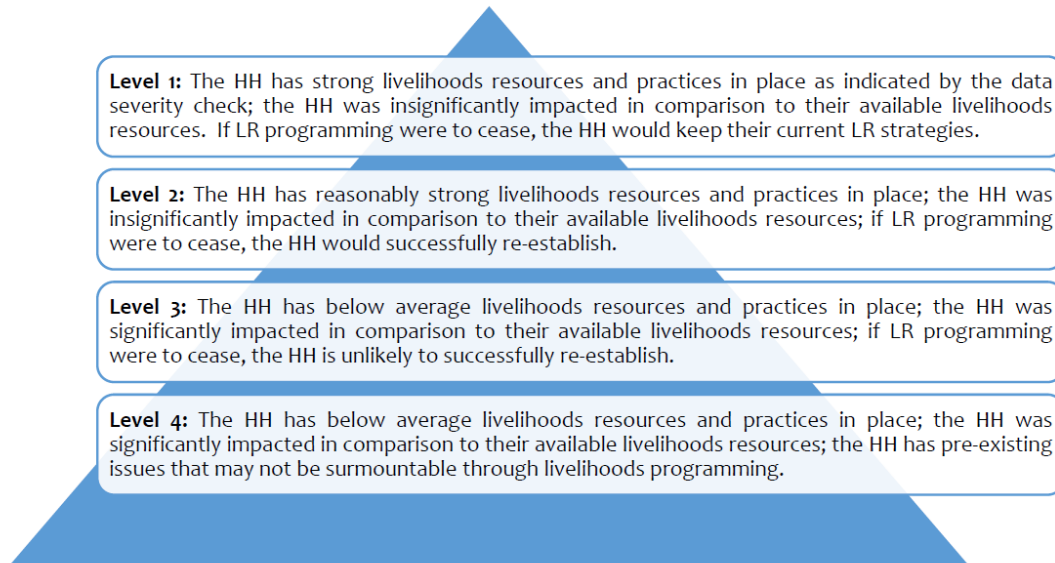 Level 1: The HH has strong livelihoods resources and practices in place as indicated by the data
severity check; the HH was insignificantly impacted in comparison to their available livelihoods
resources. If LR programming were to cease, the HH would keep their current LR strategies.
Level 2: The HH has reasonably strong livelihoods resources and practices in place; the HH was
insignificantly impacted in comparison to their available livelihoods resources; if LR programming
were to cease, the HH would successfully re-establish.
Level 3: The HH has below average livelihoods resources and practices in place; the HH was
significantly impacted in comparison to their available livelihoods resources; if LR programming
were to cease, the HH is unlikely to successfully re-establish.
Level 4: The HH has below average livelihoods resources and practices in place; the HH was
significantly impacted in comparison to their available livelihoods resources; the HH has pre-existing
issues that may not be surmountable through livelihoods programming.